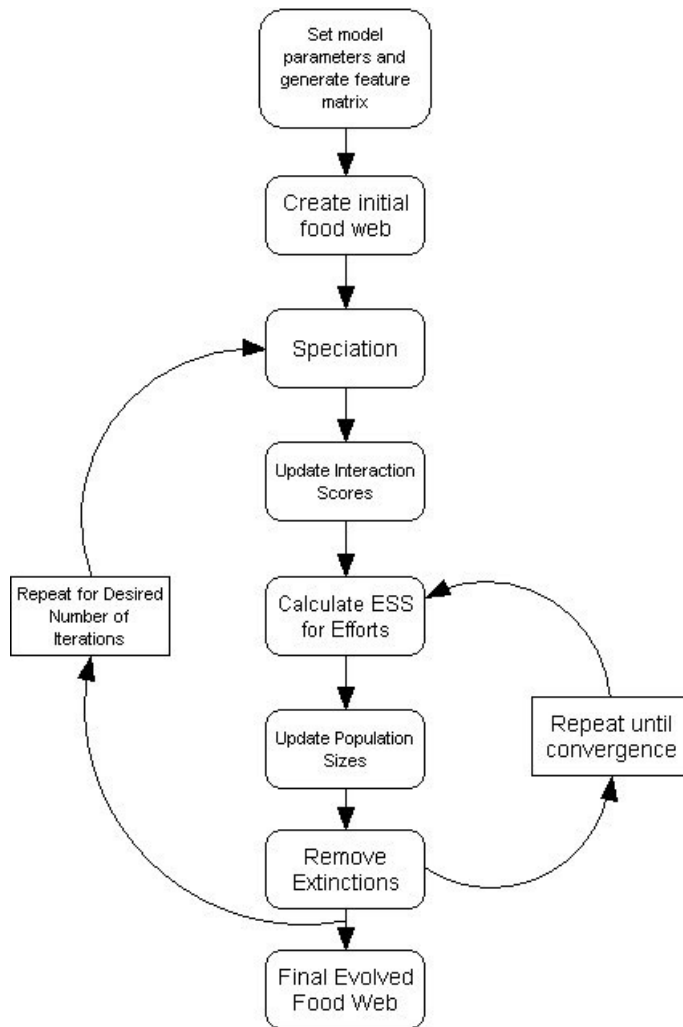 Set model
parameters and
generate feature
matrix
Create initial
food web
Speciation
Update Interaction
Scores
Repeat for Desired
Number of
Iterations
Calculate ESS
for Efforts
Update Population
Sizes
Repeat until
convergence
Remove
Extinctions
Final Evolved
Food Web